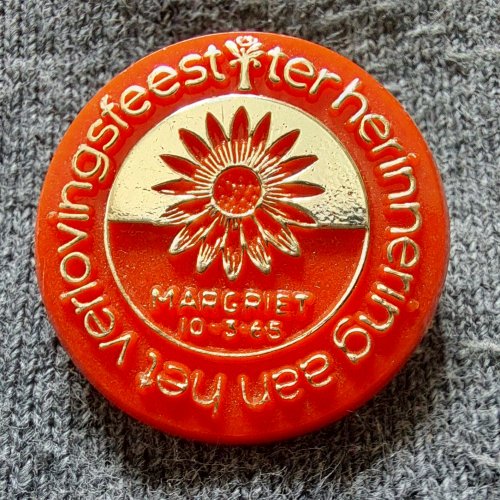 ter herinnering aan het verlovingsfeest
MARGRIET
10-3-65